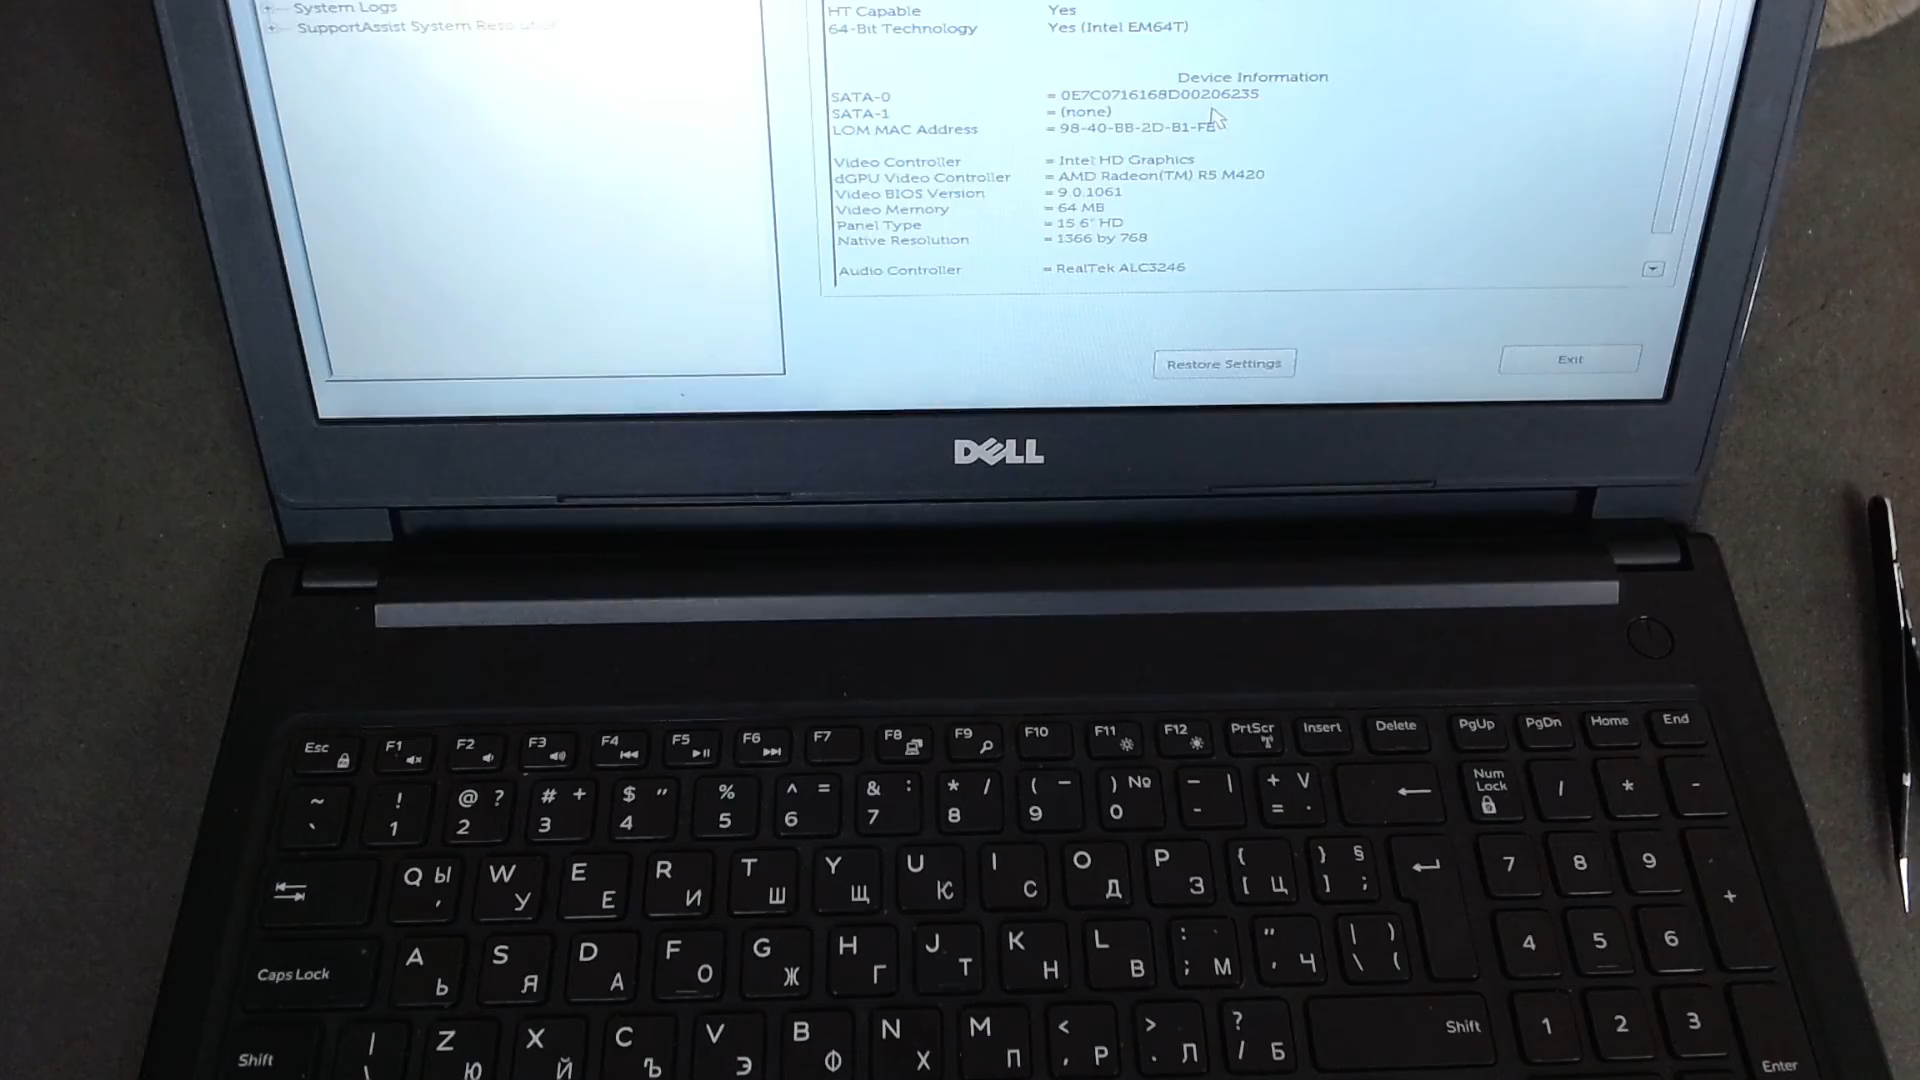 System Logs
SupportAssist System Resolution
HT Capable Yes
64-Bit Technology Yes (Intel EM64T)
Device Information
SATA-0 = 0E7C0716168D00206235
SATA-1 = (none)
LOM MAC Address = 98-40-BB-2D-B1-FE
Video Controller = Intel HD Graphics
dGPU Video Controller = AMD Radeon(TM) R5 M420
Video BIOS Version = 9.0.1061
Video Memory = 64 MB
Panel Type = 15.6" HD
Native Resolution = 1366 by 768
Audio Controller = RealTek ALC3246
Restore Settings Exit
DELL
Esc F1 F2 F3 F4 F5 F6 F7 F8 F9 F10 F11 F12 PrtScr Insert Delete PgUp PgDn Home End
~ ` ! 1 @ ? 2 # + 3 $ " 4 % 5 ^ = 6 & : 7 * / 8 ( – 9 ) № 0 – | - + V = . Num Lock / * -
Q Ы , W У E Е R И T Ш Y Щ U К I С O Д P З { [ Ц } § ] ; 7 8 9 +
Caps Lock A Ь S Я D А F О G Ж H Г J Т K Н L В : ; М " ' Ч | ) \ ( 4 5 6
Shift | \ Z Ю X Й C Ъ V Э B Ф N Х M П < , Р > . Л ? / Б Shift 1 2 3 Enter